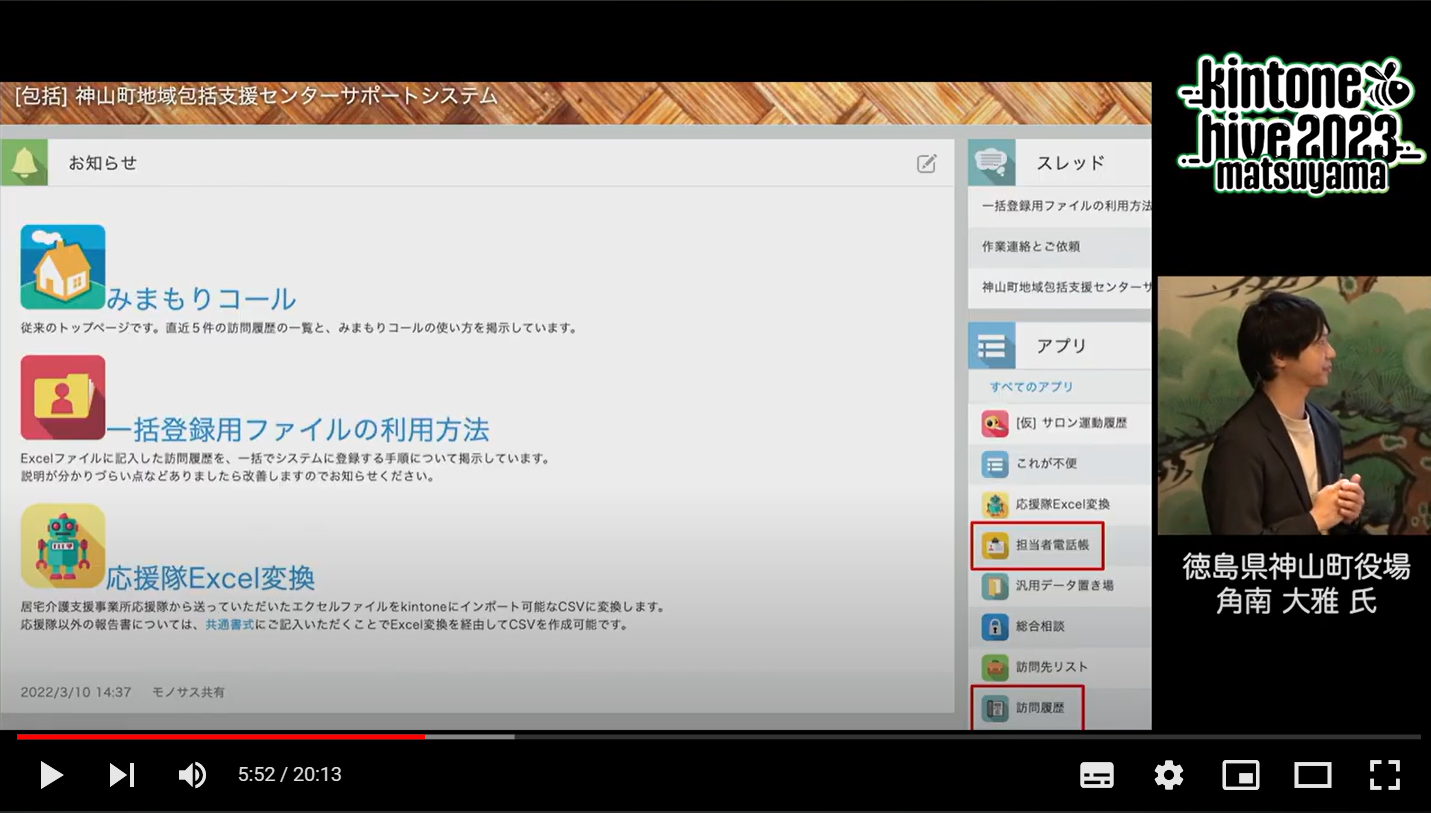 [包括] 神山町地域包括支援センターサポートシステム
お知らせ
みまもりコール
従来のトップページです。直近5件の訪問履歴の一覧と、みまもりコールの使い方を掲示しています。
一括登録用ファイルの利用方法
Excelファイルに記入した訪問履歴を、一括でシステムに登録する手順について掲示しています。
説明が分かりづらい点などありましたら改善しますのでお知らせください。
応援隊Excel変換
居宅介護支援事業所応援隊から送っていただいたエクセルファイルをkintoneにインポート可能なCSVに変換します。
応援隊以外の報告書については、共通書式にご記入いただくことでExcel変換を経由してCSVを作成可能です。
2022/3/10 14:37 モノサス共有
スレッド
一括登録用ファイルの利用方法
作業連絡とご依頼
神山町地域包括支援センターサ
アプリ
すべてのアプリ
[仮] サロン運動履歴
これが不便
応援隊Excel変換
担当者電話帳
汎用データ置き場
総合相談
訪問先リスト
訪問履歴
kintone
hive 2023
matsuyama
徳島県神山町役場
角南 大雅 氏
5:52 / 20:13